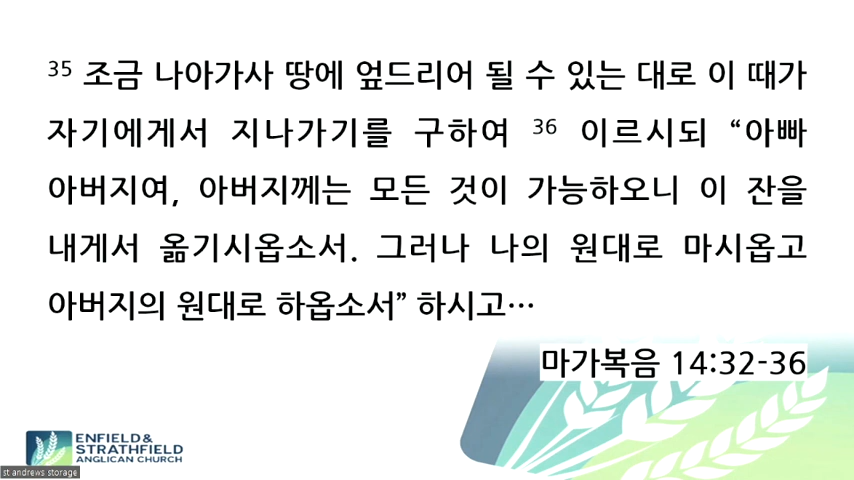 35 조금 나아가사 땅에 엎드리어 될 수 있는 대로 이 때가
자기에게서 지나가기를 구하여 36 이르시되 “아빠
아버지여, 아버지께는 모든 것이 가능하오니 이 잔을
내게서 옮기시옵소서. 그러나 나의 원대로 마시옵고
아버지의 원대로 하옵소서” 하시고…
마가복음 14:32-36
ENFIELD &
STRATHFIELD
ANGLICAN CHURCH
st andrews storage